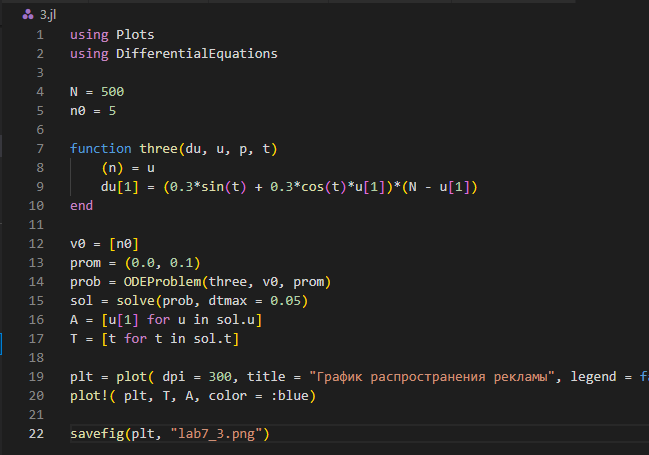 3.jl
1 using Plots
2 using DifferentialEquations
3
4 N = 500
5 n0 = 5
6
7 function three(du, u, p, t)
8 (n) = u
9 du[1] = (0.3*sin(t) + 0.3*cos(t)*u[1])*(N - u[1])
10 end
11
12 v0 = [n0]
13 prom = (0.0, 0.1)
14 prob = ODEProblem(three, v0, prom)
15 sol = solve(prob, dtmax = 0.05)
16 A = [u[1] for u in sol.u]
17 T = [t for t in sol.t]
18
19 plt = plot( dpi = 300, title = "График распространения рекламы", legend = fa
20 plot!( plt, T, A, color = :blue)
21
22 savefig(plt, "lab7_3.png")